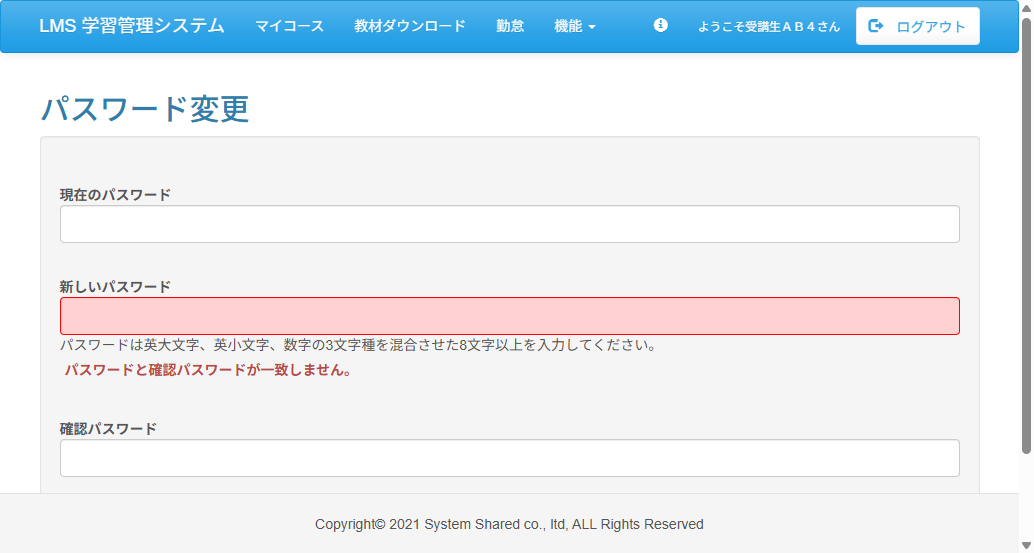 LMS 学習管理システム マイコース 教材ダウンロード 勤怠 機能 ようこそ受講生ＡＢ４さん ログアウト
パスワード変更
現在のパスワード
新しいパスワード
パスワードは英大文字、英小文字、数字の3文字種を混合させた8文字以上を入力してください。
パスワードと確認パスワードが一致しません。
確認パスワード
Copyright© 2021 System Shared co., ltd, ALL Rights Reserved